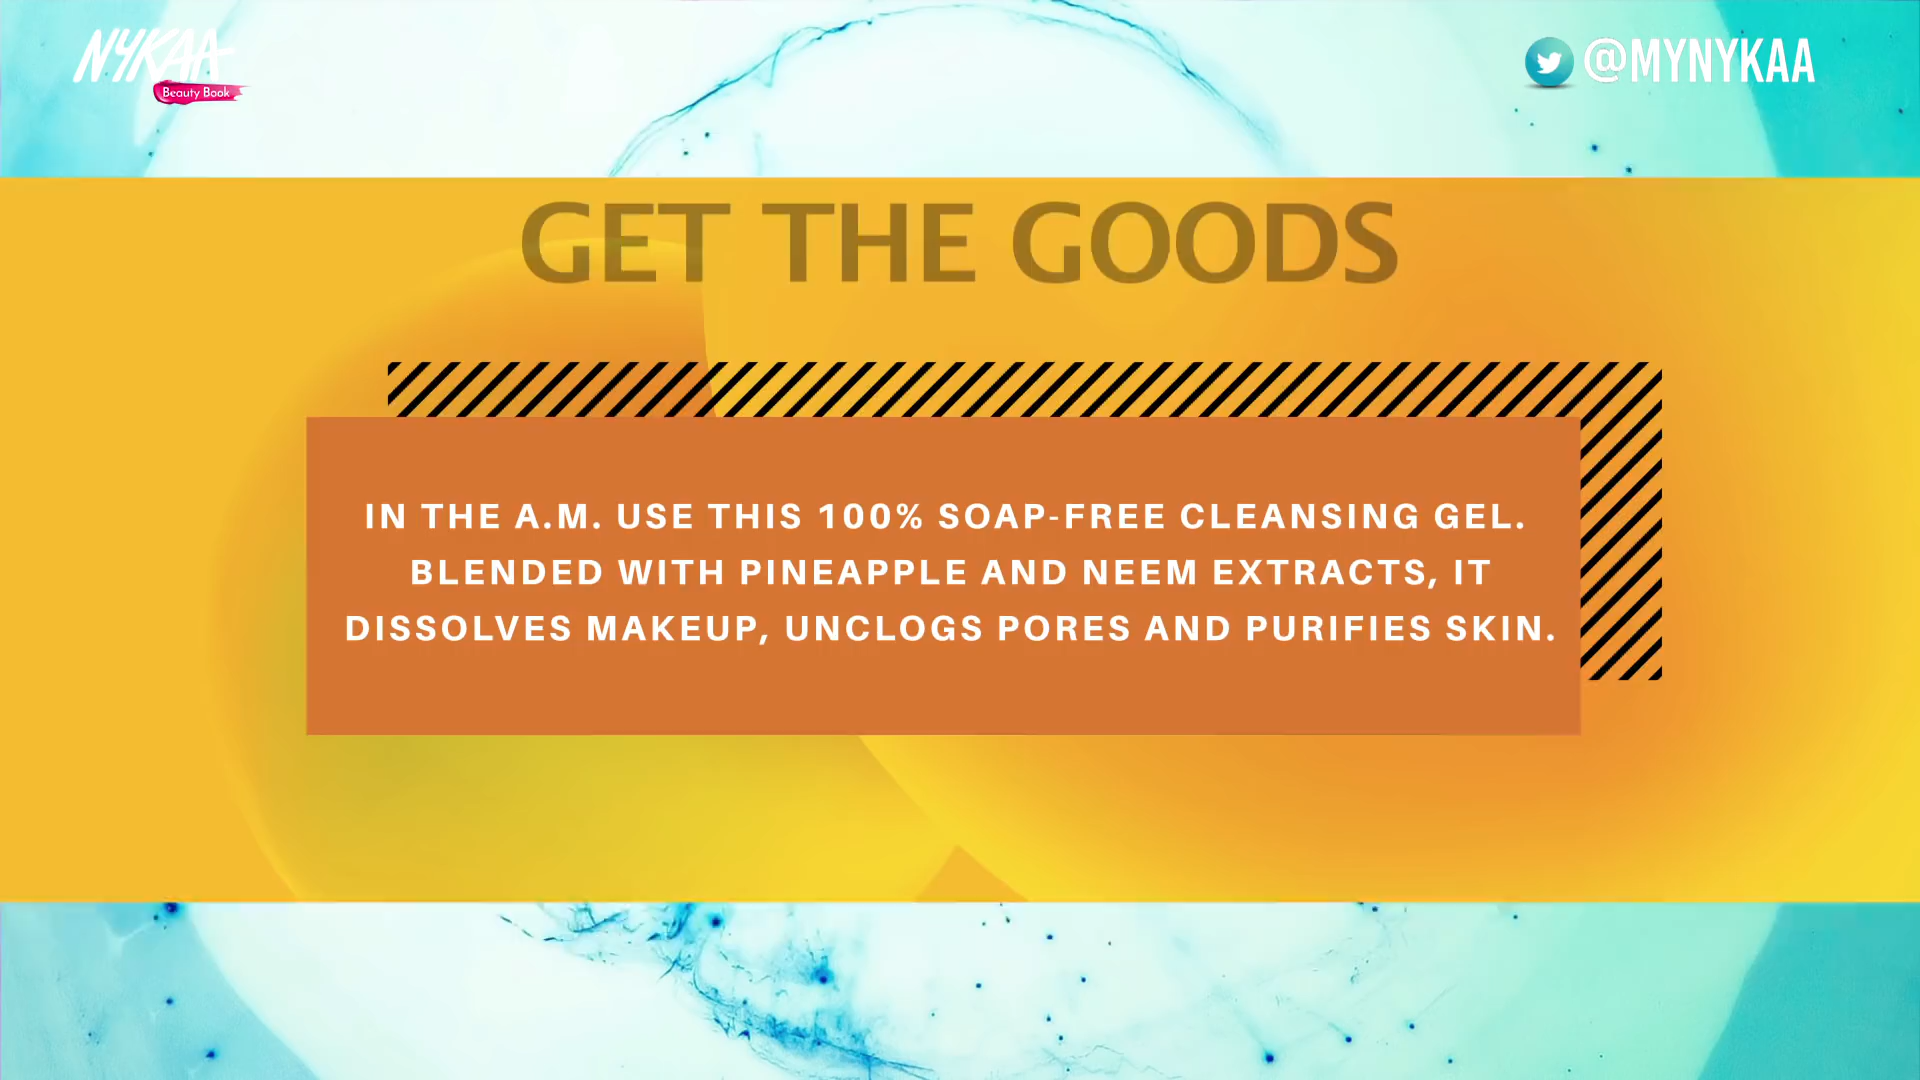 NYKAA
Beauty Book
@MYNYKAA
GET THE GOODS
IN THE A.M. USE THIS 100% SOAP-FREE CLEANSING GEL.
BLENDED WITH PINEAPPLE AND NEEM EXTRACTS, IT
DISSOLVES MAKEUP, UNCLOGS PORES AND PURIFIES SKIN.